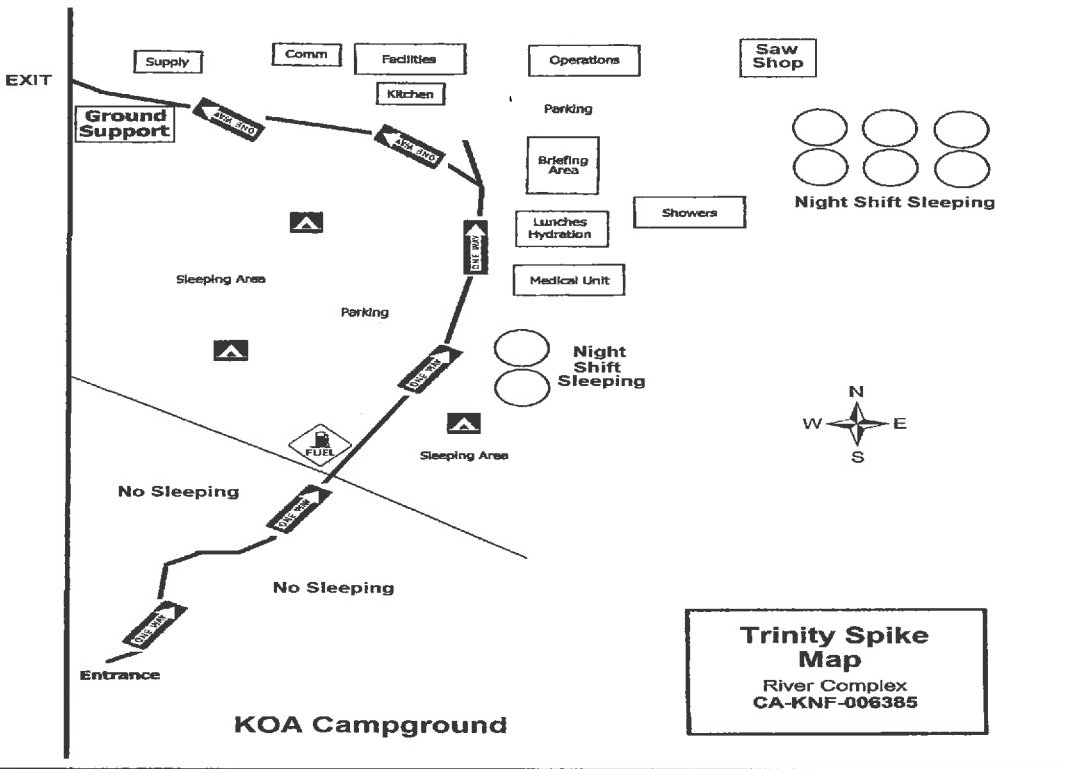 EXIT
Supply
Comm
Facilities
Operations
Saw
Shop
Kitchen
Parking
Ground
Support
ONE WAY
ONE WAY
Briefing
Area
Night Shift Sleeping
Showers
Lunches
Hydration
ONE WAY
Sleeping Area
Medical Unit
Parking
ONE WAY
Night
Shift
Sleeping
N
W
E
S
FUEL
Sleeping Area
No Sleeping
ONE WAY
No Sleeping
ONE WAY
Entrance
Trinity Spike
Map
River Complex
CA-KNF-006385
KOA Campground